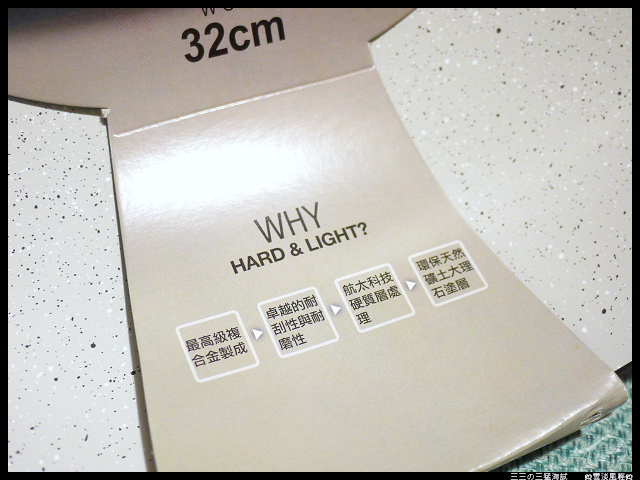 32cm
WHY
HARD & LIGHT?
最高級複
合金製成
卓越的耐
刮性與耐
磨性
航太科技
硬質層處
理
環保天然
礦土大理
石塗層